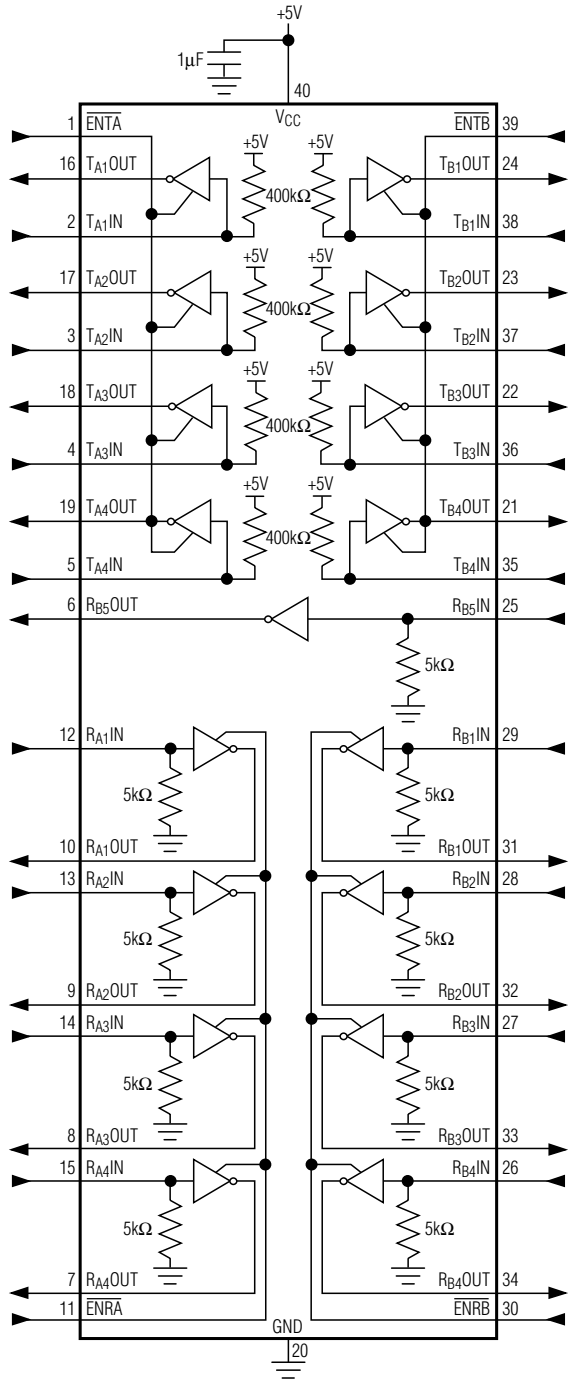 +5V
1μF
40
VCC
1 ENTA ENTB 39
16 TA1OUT +5V +5V TB1OUT 24
400kΩ
2 TA1IN TB1IN 38
17 TA2OUT +5V +5V TB2OUT 23
400kΩ
3 TA2IN TB2IN 37
18 TA3OUT +5V +5V TB3OUT 22
400kΩ
4 TA3IN TB3IN 36
19 TA4OUT +5V +5V TB4OUT 21
400kΩ
5 TA4IN TB4IN 35
6 RB5OUT RB5IN 25
5kΩ
12 RA1IN RB1IN 29
5kΩ 5kΩ
10 RA1OUT RB1OUT 31
13 RA2IN RB2IN 28
5kΩ 5kΩ
9 RA2OUT RB2OUT 32
14 RA3IN RB3IN 27
5kΩ 5kΩ
8 RA3OUT RB3OUT 33
15 RA4IN RB4IN 26
5kΩ 5kΩ
7 RA4OUT RB4OUT 34
11 ENRA ENRB 30
GND
20